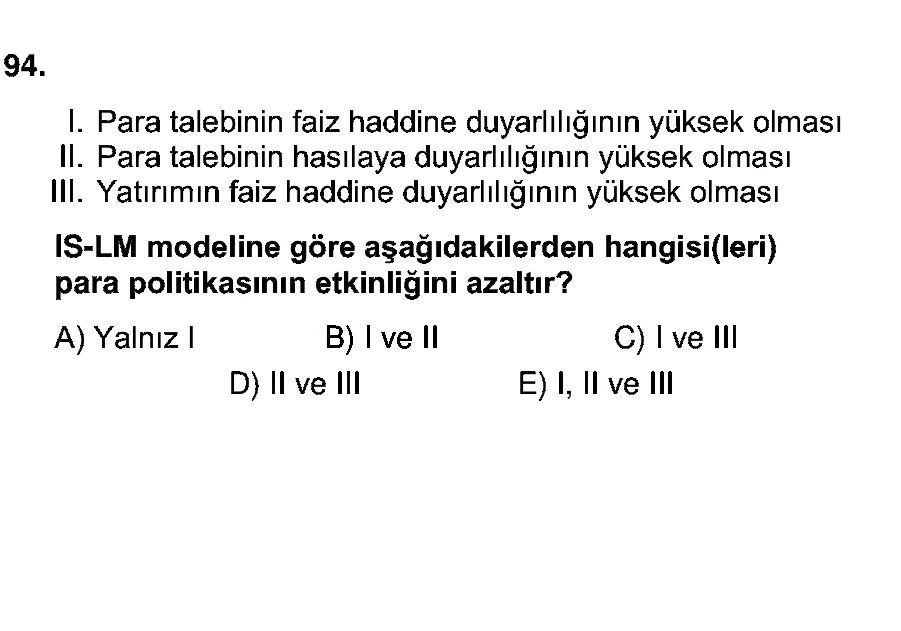 94.
I. Para talebinin faiz haddine duyarlılığının yüksek olması
II. Para talebinin hasılaya duyarlılığının yüksek olması
III. Yatırımın faiz haddine duyarlılığının yüksek olması
IS-LM modeline göre aşağıdakilerden hangisi(leri)
para politikasının etkinliğini azaltır?
A) Yalnız I B) I ve II C) I ve III
D) II ve III E) I, II ve III